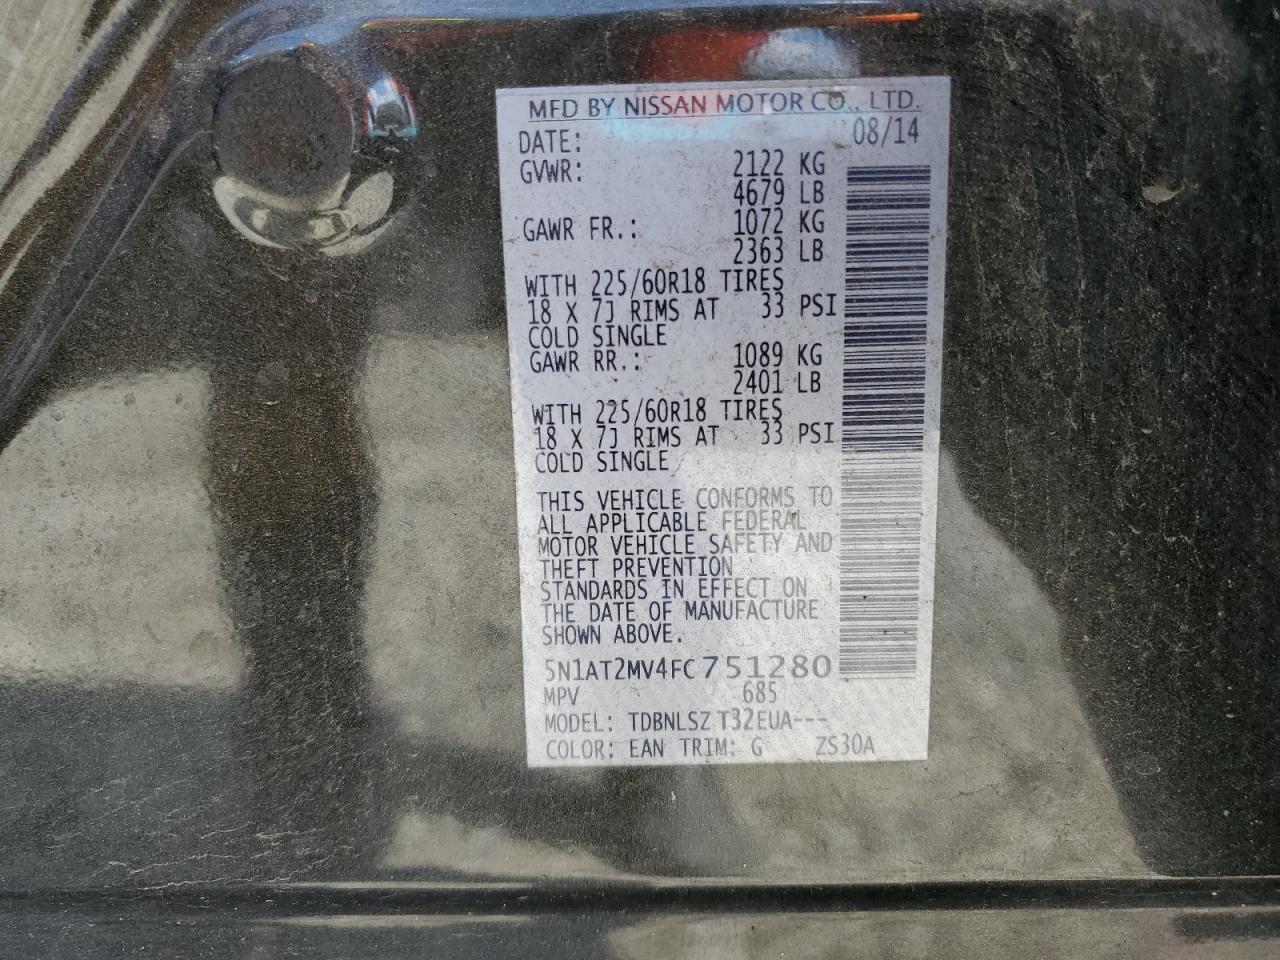 MFD BY NISSAN MOTOR CO., LTD.
DATE: 08/14
GVWR: 2122 KG
4679 LB
GAWR FR.: 1072 KG
2363 LB
WITH 225/60R18 TIRES
18 X 7J RIMS AT 33 PSI
COLD SINGLE
GAWR RR.: 1089 KG
2401 LB
WITH 225/60R18 TIRES
18 X 7J RIMS AT 33 PSI
COLD SINGLE
THIS VEHICLE CONFORMS TO
ALL APPLICABLE FEDERAL
MOTOR VEHICLE SAFETY AND
THEFT PREVENTION
STANDARDS IN EFFECT ON
THE DATE OF MANUFACTURE
SHOWN ABOVE.
5N1AT2MV4FC751280
MPV 685
MODEL: TDBNLSZ T32EUA---
COLOR: EAN TRIM: G ZS30A